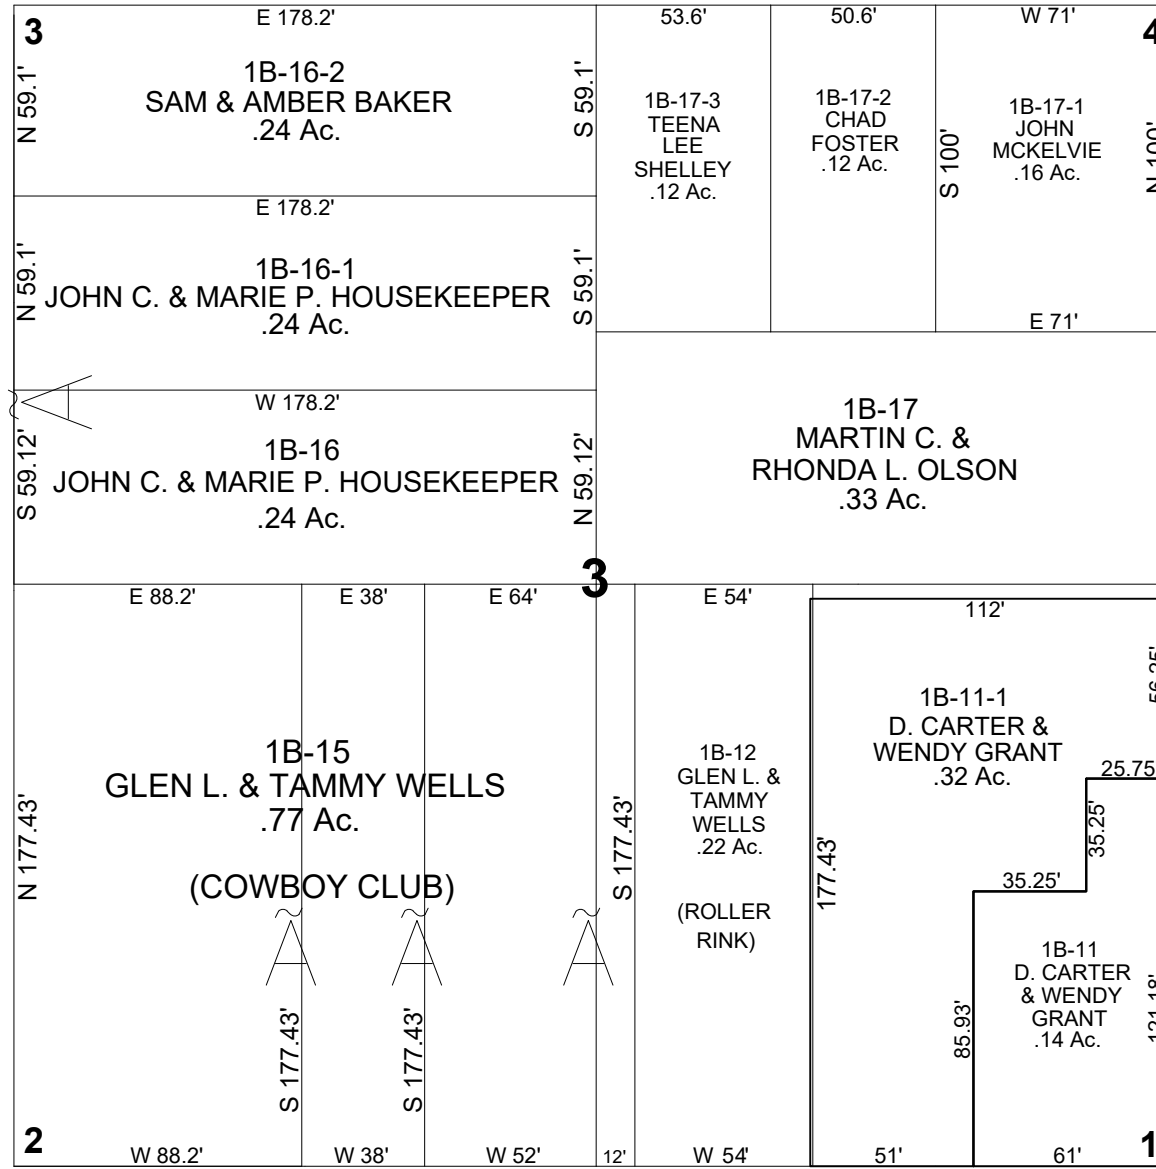 3
E 178.2'
N 59.1'
1B-16-2
SAM & AMBER BAKER
.24 Ac.
S 59.1'
53.6'
50.6'
W 71'
4
1B-17-3
TEENA
LEE
SHELLEY
.12 Ac.
1B-17-2
CHAD
FOSTER
.12 Ac.
S 100'
1B-17-1
JOHN
MCKELVIE
.16 Ac.
N 100'
E 71'
E 178.2'
N 59.1'
1B-16-1
JOHN C. & MARIE P. HOUSEKEEPER
.24 Ac.
S 59.1'
W 178.2'
S 59.12'
1B-16
JOHN C. & MARIE P. HOUSEKEEPER
.24 Ac.
N 59.12'
1B-17
MARTIN C. &
RHONDA L. OLSON
.33 Ac.
3
E 88.2'
E 38'
E 64'
E 54'
112'
N 177.43'
1B-15
GLEN L. & TAMMY WELLS
.77 Ac.
(COWBOY CLUB)
S 177.43'
S 177.43'
S 177.43'
1B-12
GLEN L. &
TAMMY
WELLS
.22 Ac.
(ROLLER
RINK)
177.43'
1B-11-1
D. CARTER &
WENDY GRANT
.32 Ac.
56.25'
25.75
35.25'
35.25'
85.93'
1B-11
D. CARTER
& WENDY
GRANT
.14 Ac.
121.18'
2
W 88.2'
W 38'
W 52'
12'
W 54'
51'
61'
1